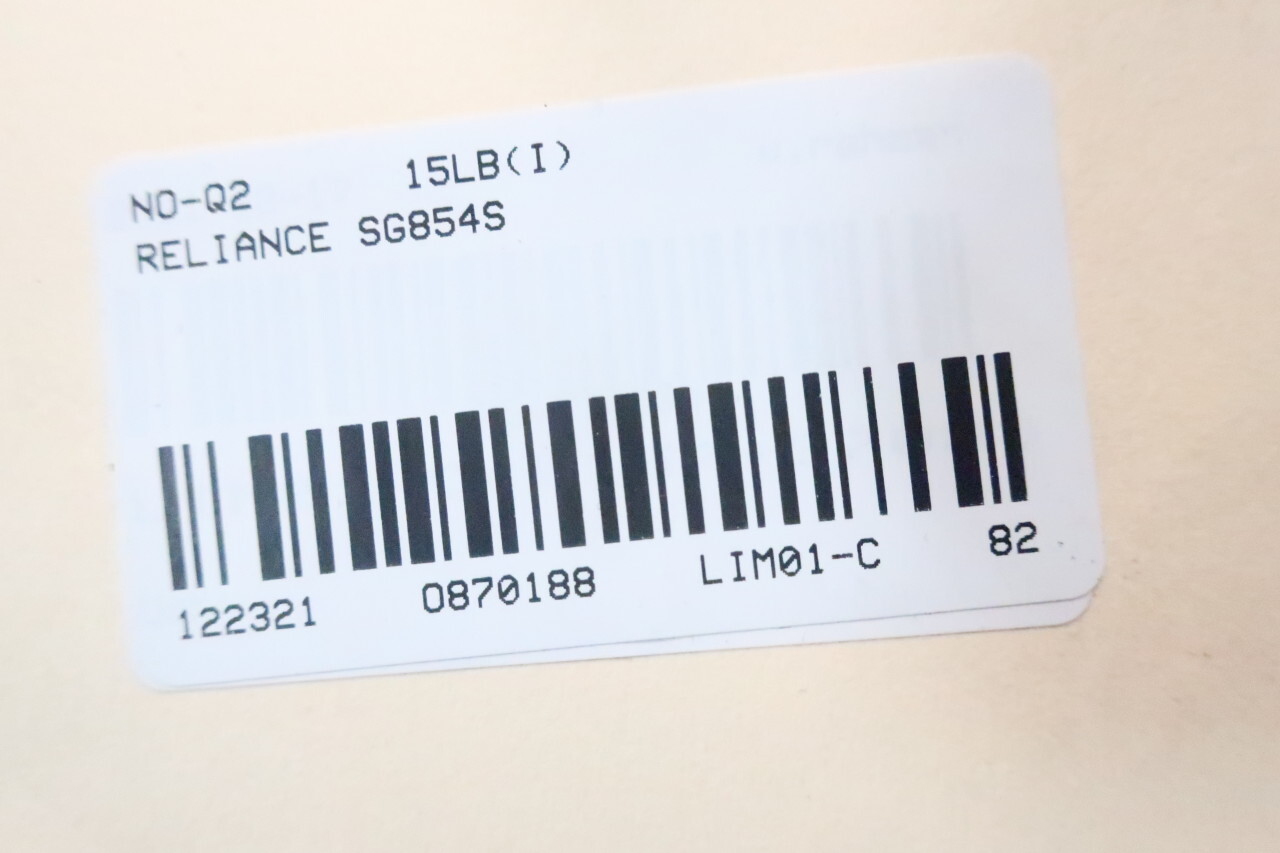 NO-Q2 15LB(I)
RELIANCE SG854S
122321 0870188 LIM01-C 82